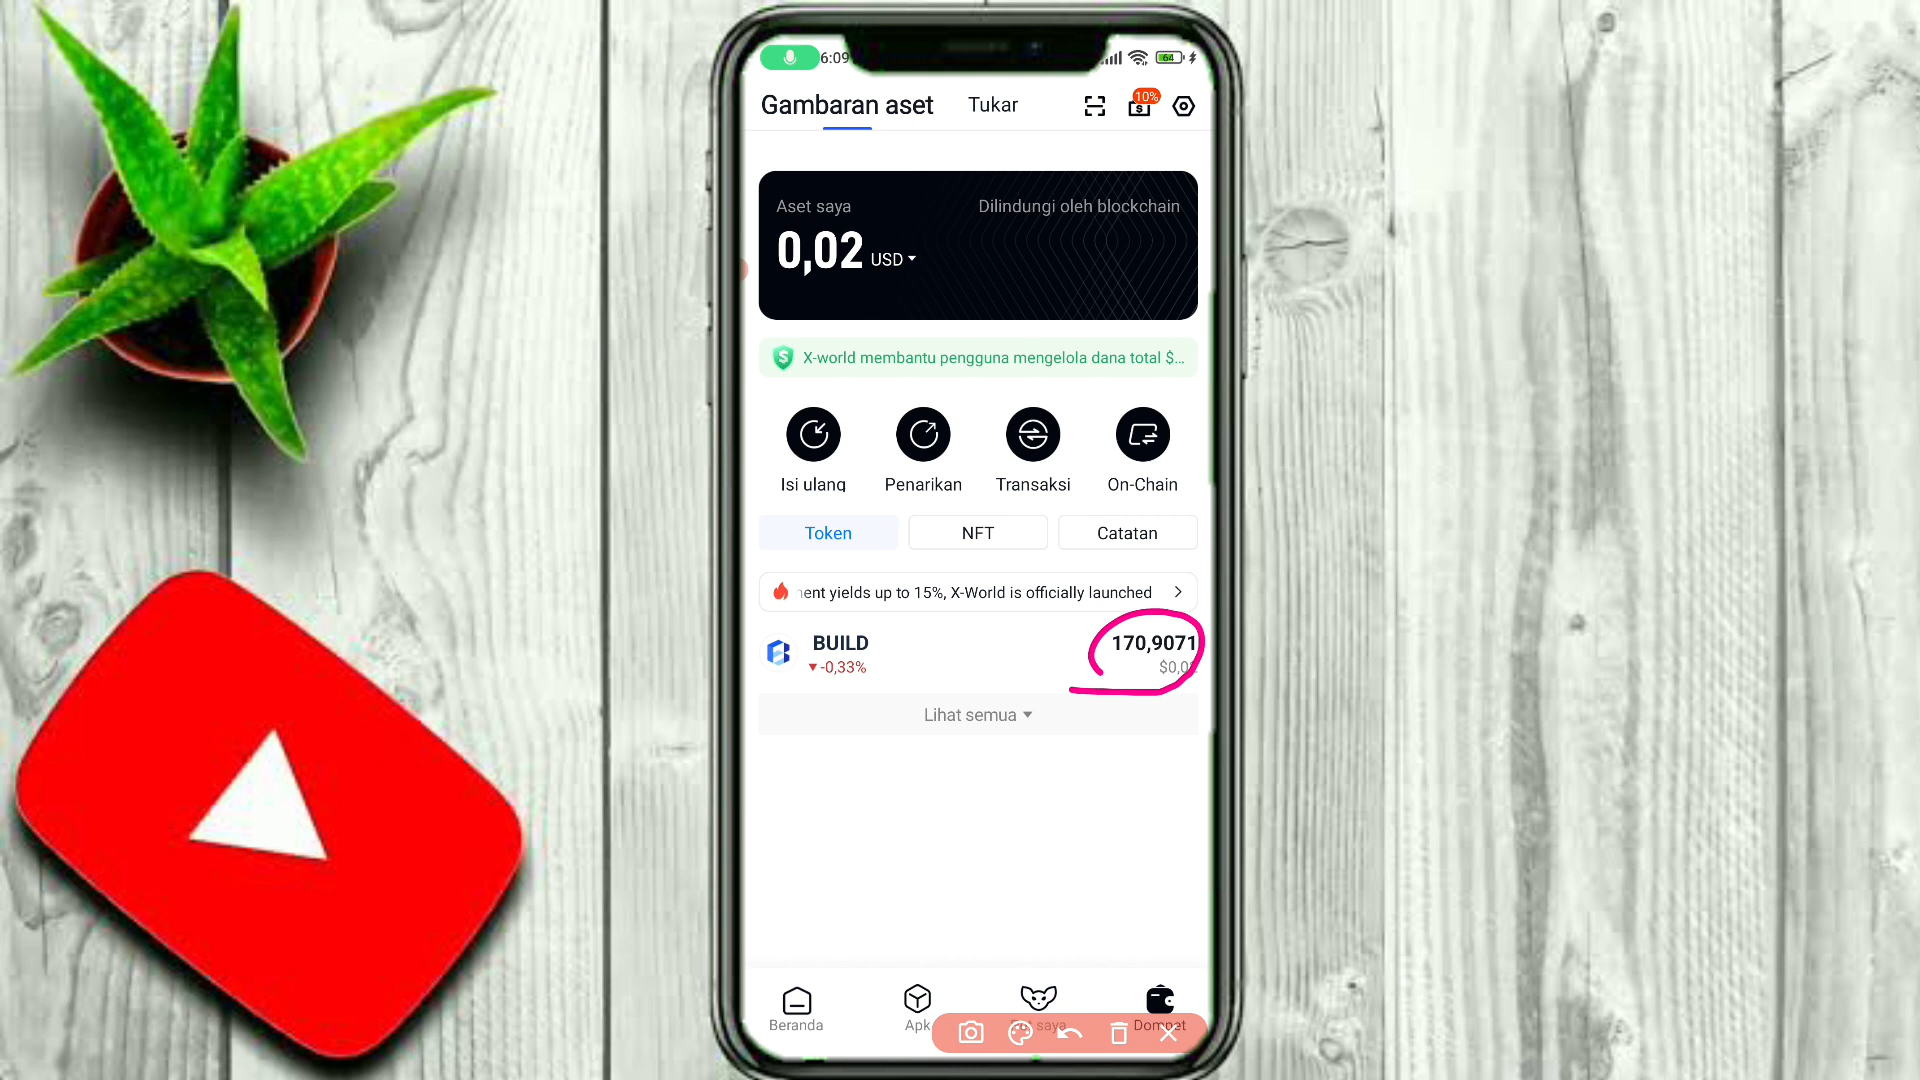 6:09
64
Gambaran aset
Tukar
10%
Aset saya
Dilindungi oleh blockchain
0,02 USD
X-world membantu pengguna mengelola dana total $...
Isi ulang
Penarikan
Transaksi
On-Chain
Token
NFT
Catatan
yields up to 15%, X-World is officially launched
BUILD
170,9071
-0,33%
Lihat semua
Beranda
saya
Dompet